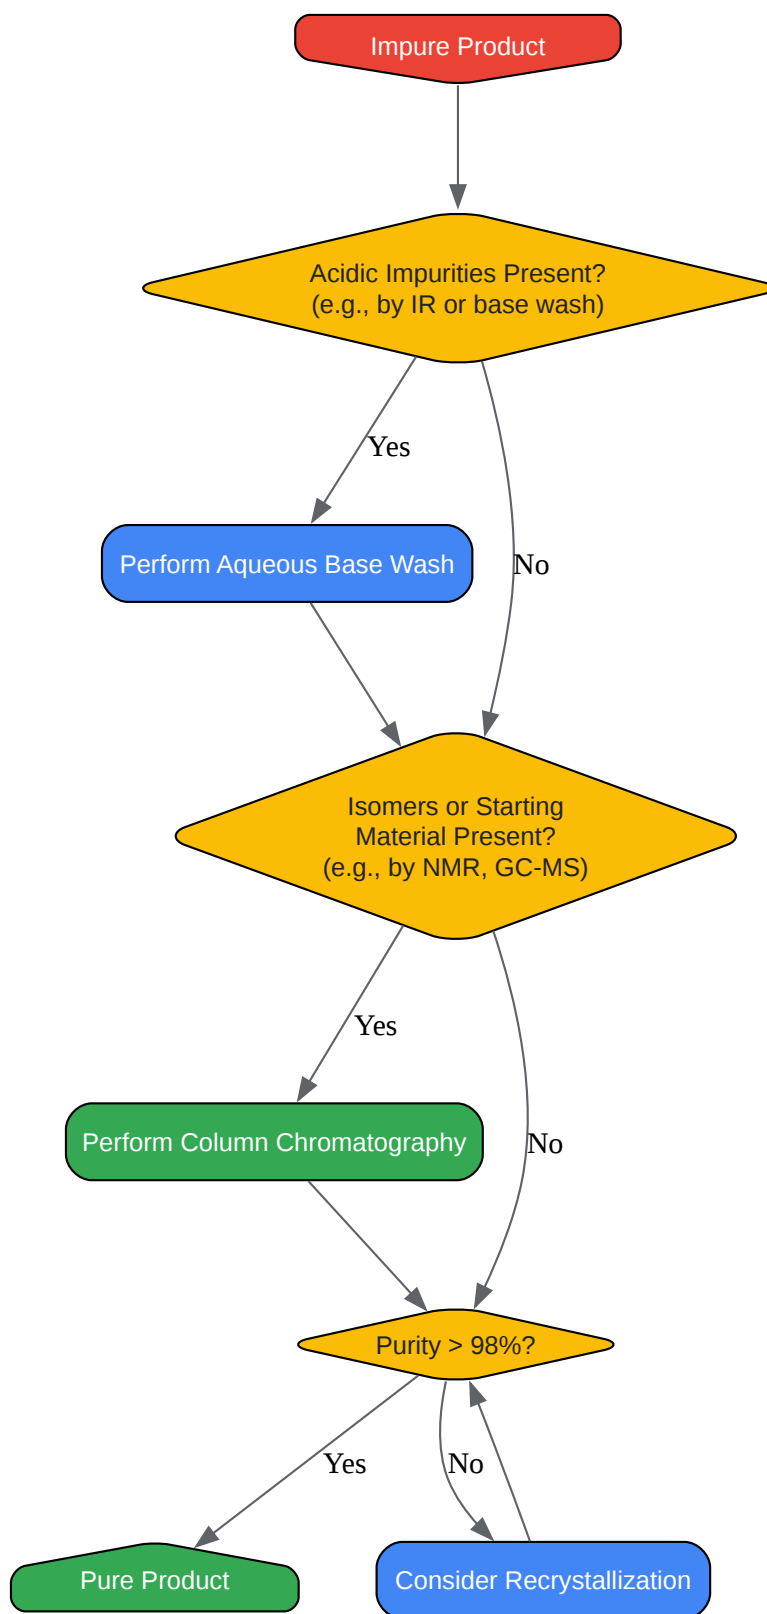 Impure Product
Acidic Impurities Present?
(e.g., by IR or base wash)
Yes
Perform Aqueous Base Wash
No
Isomers or Starting
Material Present?
(e.g., by NMR, GC-MS)
Yes
Perform Column Chromatography
No
Purity > 98%?
Yes
No
Pure Product
Consider Recrystallization